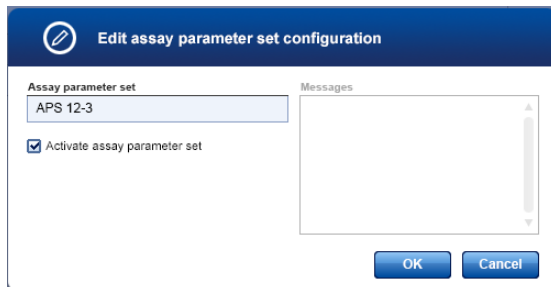 Edit assay parameter set configuration
Assay parameter set
APS 12-3
Activate assay parameter set
Messages
OK
Cancel